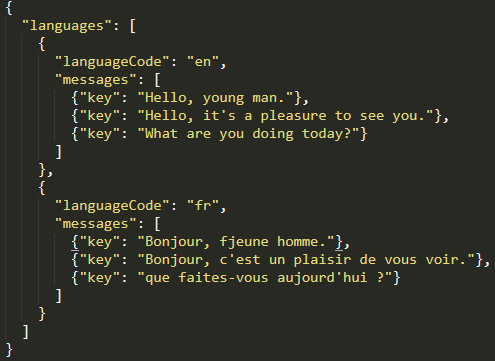 {
"languages": [
{
"languageCode": "en",
"messages": [
{"key": "Hello, young man."},
{"key": "Hello, it's a pleasure to see you."},
{"key": "What are you doing today?"}
]
},
{
"languageCode": "fr",
"messages": [
{"key": "Bonjour, fjeune homme."},
{"key": "Bonjour, c'est un plaisir de vous voir."},
{"key": "que faites-vous aujourd'hui ?"}
]
}
]
}